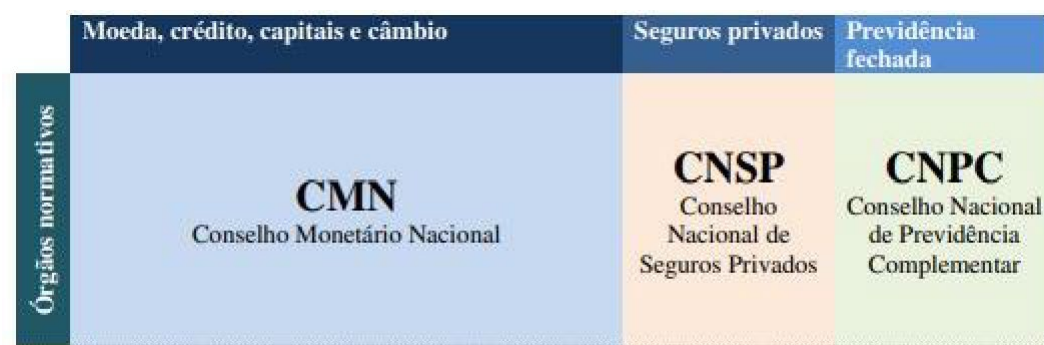 Moeda, crédito, capitais e câmbio
Seguros privados
Previdência
fechada
Órgãos normativos
CMN
Conselho Monetário Nacional
CNSP
Conselho
Nacional de
Seguros Privados
CNPC
Conselho Nacional
de Previdência
Complementar